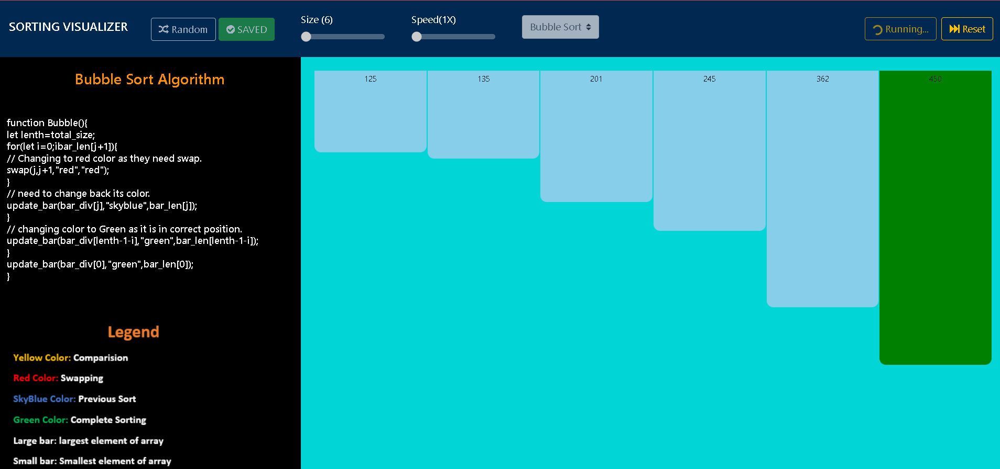 SORTING VISUALIZER
Random
SAVED
Size (6)
Speed(1X)
Bubble Sort
Running...
Reset
Bubble Sort Algorithm
function Bubble(){
let lenth=total_size;
for(let i=0;ibar_len[j+1]){
// Changing to red color as they need swap.
swap(j,j+1,"red","red");
}
// need to change back its color.
update_bar(bar_div[j],"skyblue",bar_len[j]);
}
// changing color to Green as it is in correct position.
update_bar(bar_div[lenth-1-i],"green",bar_len[lenth-1-i]);
}
update_bar(bar_div[0],"green",bar_len[0]);
}
Legend
Yellow Color: Comparision
Red Color: Swapping
SkyBlue Color: Previous Sort
Green Color: Complete Sorting
Large bar: largest element of array
Small bar: Smallest element of array
125
135
201
245
362
450